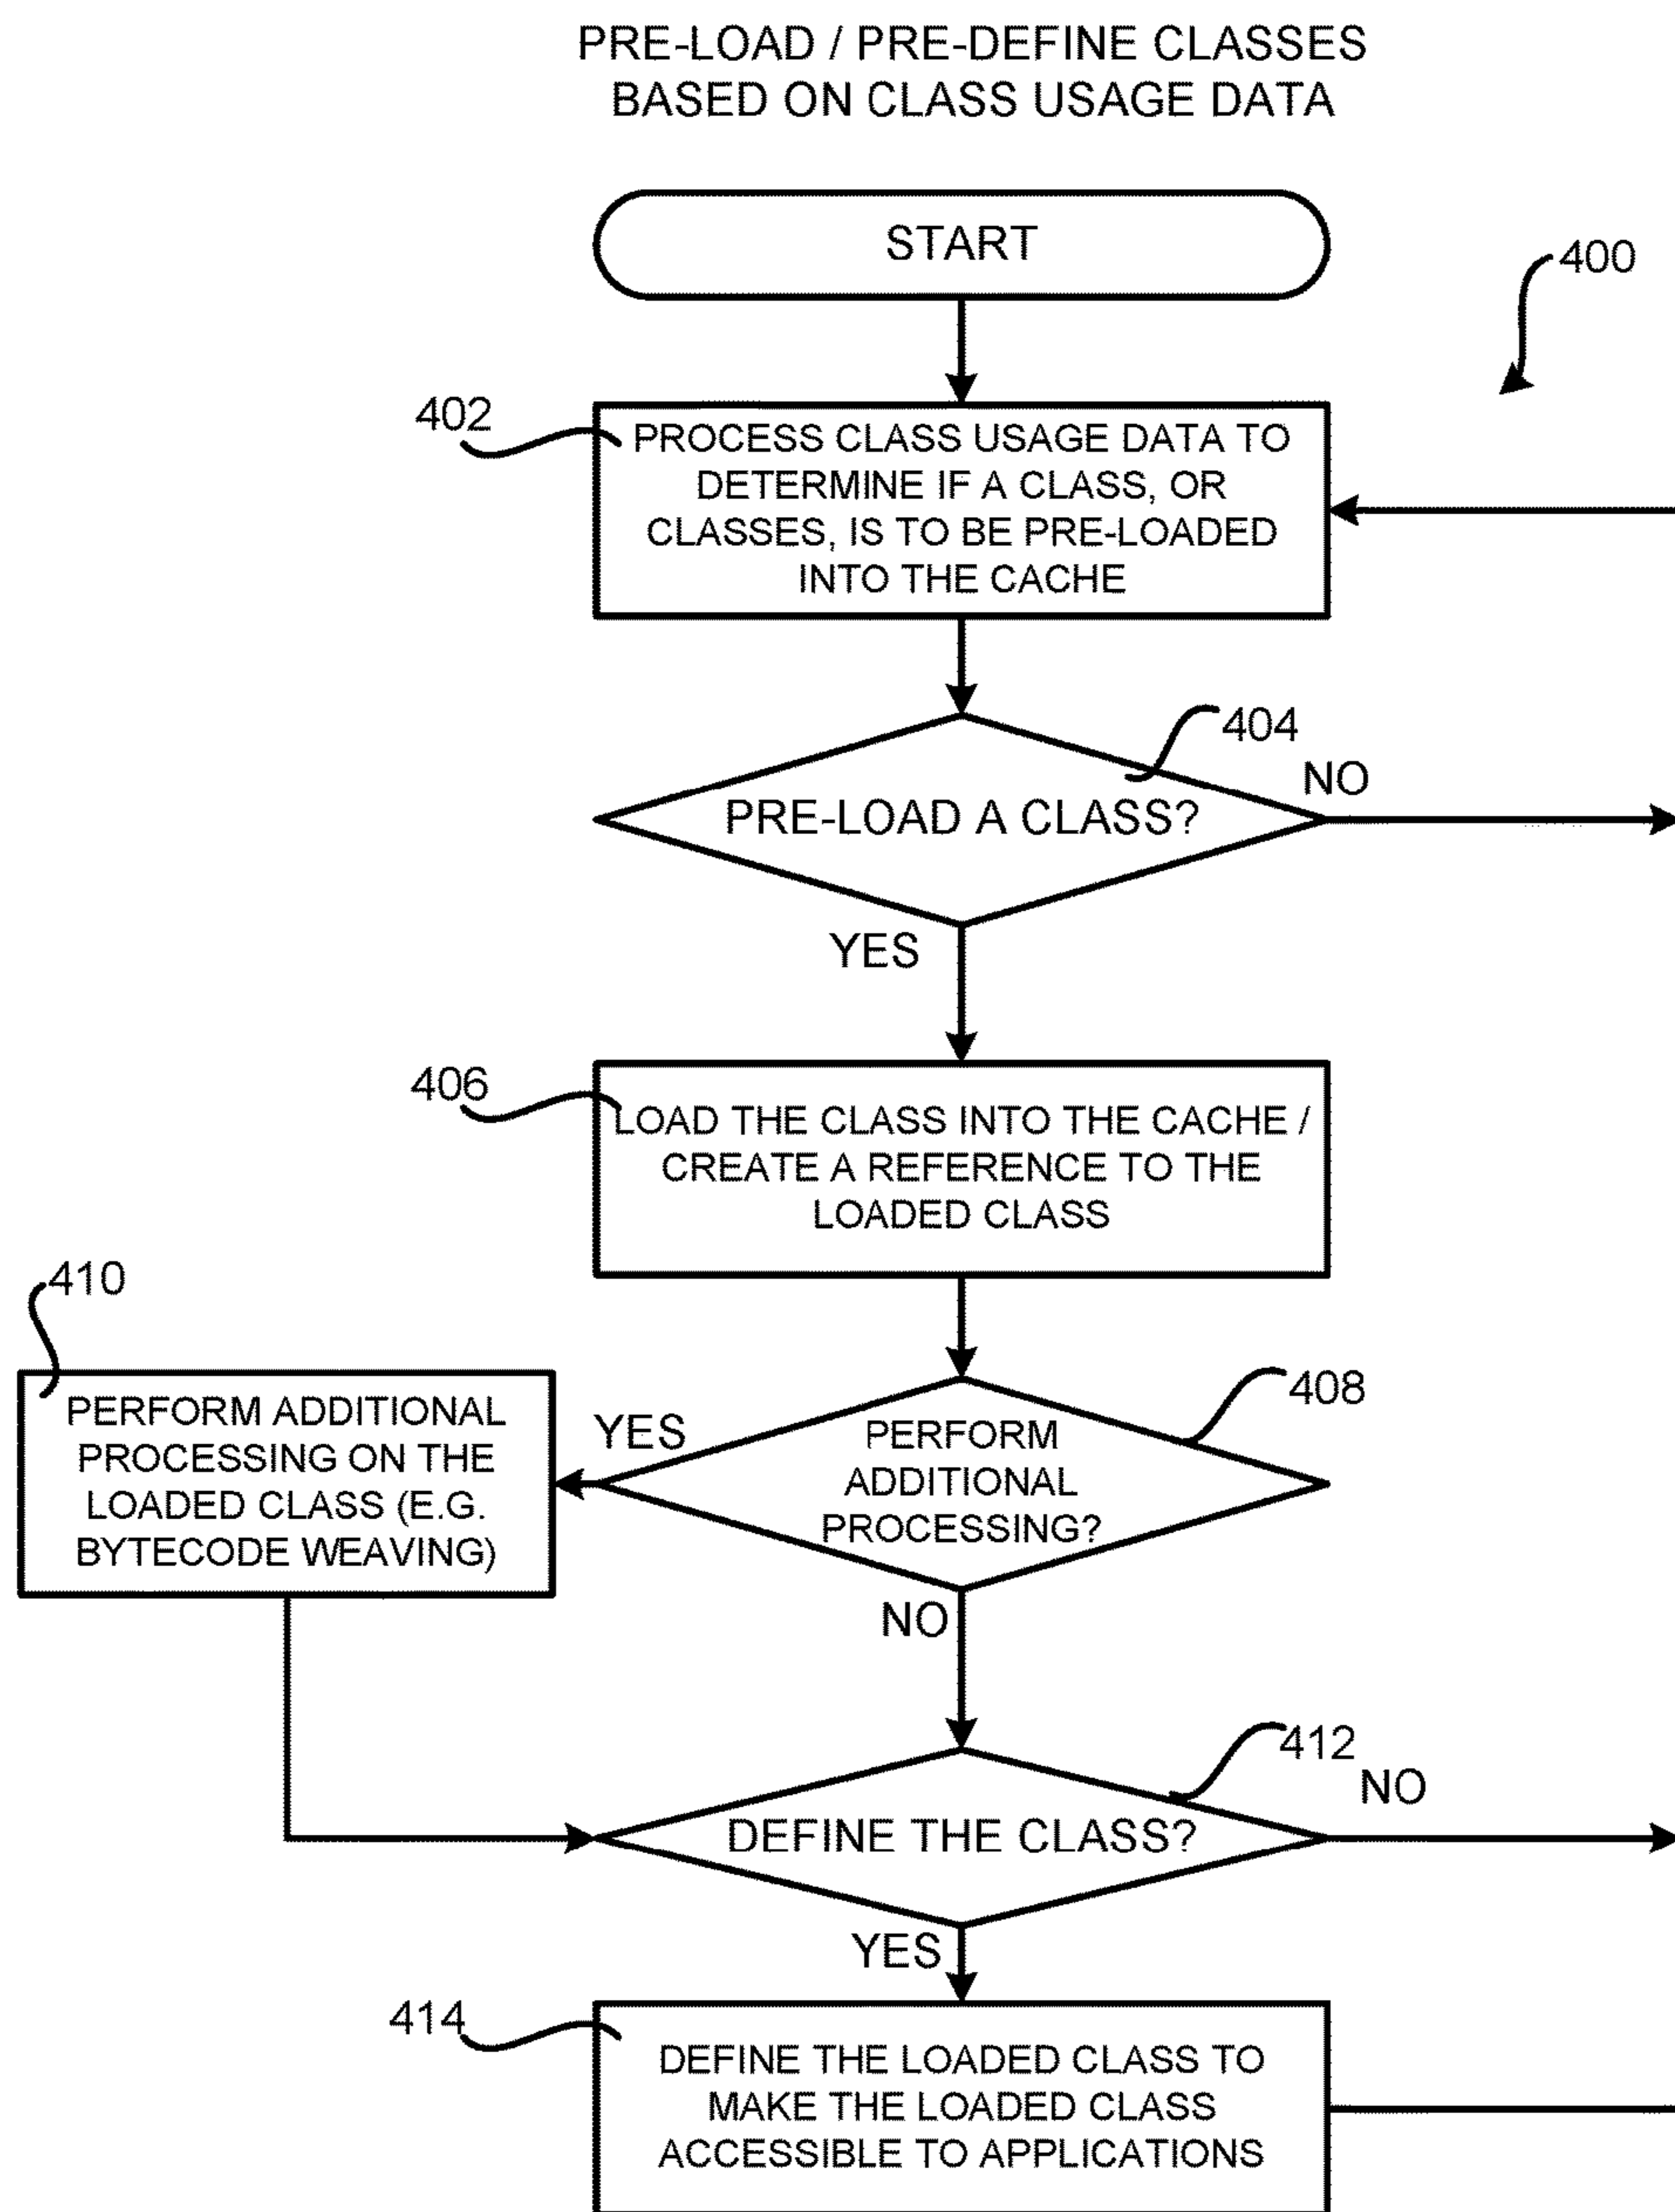 PRE-LOAD / PRE-DEFINE CLASSES
BASED ON CLASS USAGE DATA
START
400
402
PROCESS CLASS USAGE DATA TO
DETERMINE IF A CLASS, OR
CLASSES, IS TO BE PRE-LOADED
INTO THE CACHE
404
NO
PRE-LOAD A CLASS?
YES
406
LOAD THE CLASS INTO THE CACHE /
CREATE A REFERENCE TO THE
LOADED CLASS
410
408
PERFORM ADDITIONAL
PROCESSING ON THE
LOADED CLASS (E.G.
BYTECODE WEAVING)
YES
PERFORM
ADDITIONAL
PROCESSING?
NO
412
NO
DEFINE THE CLASS?
YES
414
DEFINE THE LOADED CLASS TO
MAKE THE LOADED CLASS
ACCESSIBLE TO APPLICATIONS